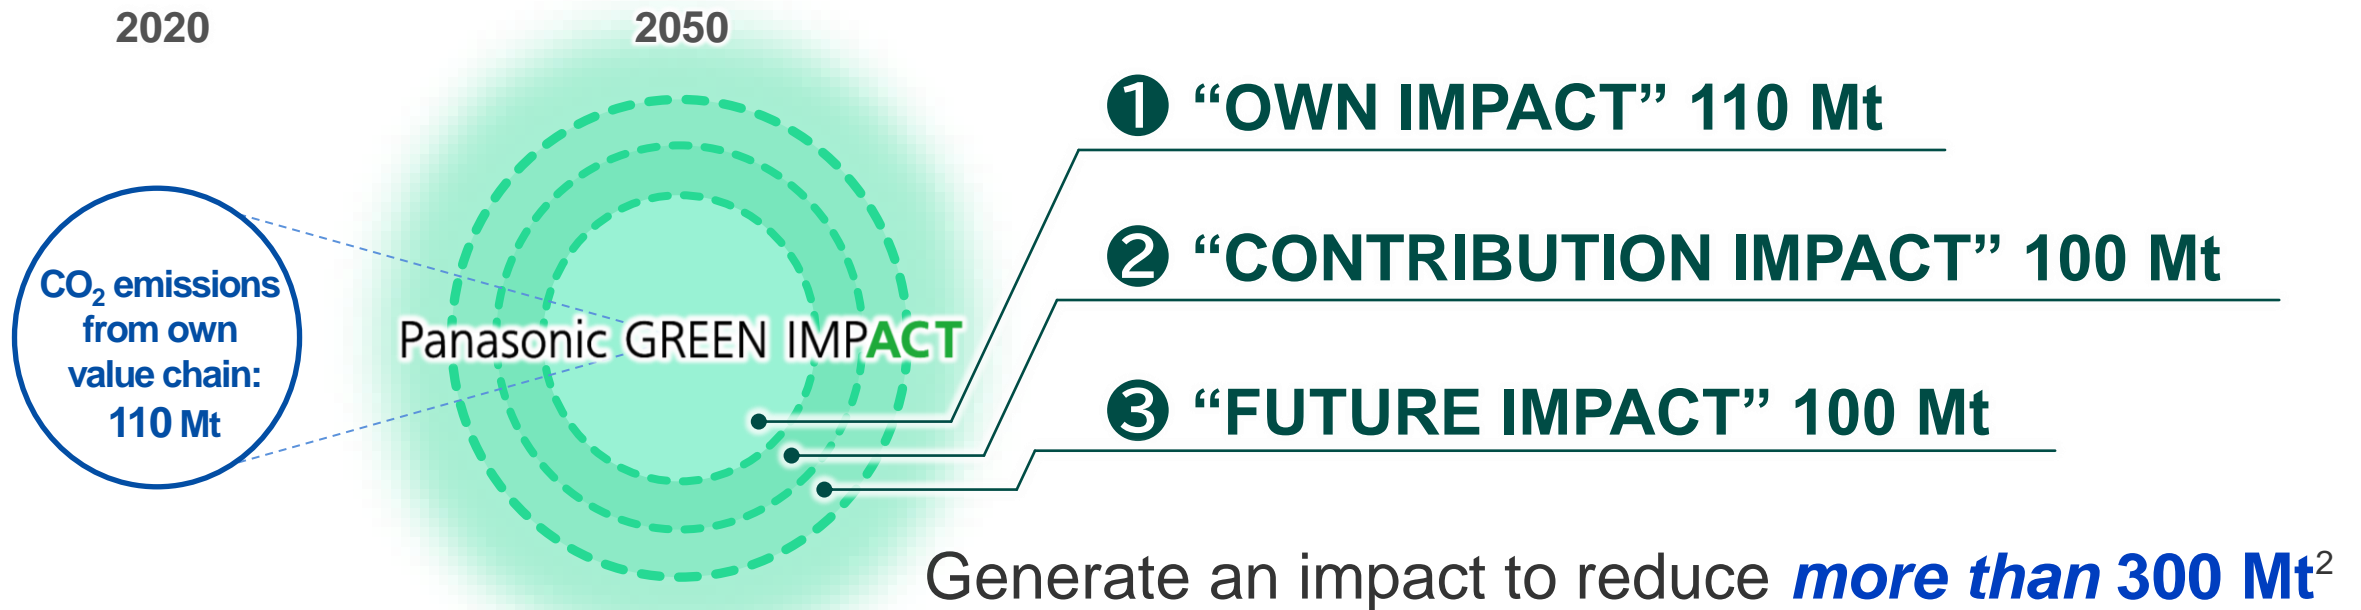 2020
2050
CO₂ emissions
from own
value chain:
110 Mt
Panasonic GREEN IMPACT
❶ “OWN IMPACT” 110 Mt
❷ “CONTRIBUTION IMPACT” 100 Mt
❸ “FUTURE IMPACT” 100 Mt
Generate an impact to reduce more than 300 Mt²